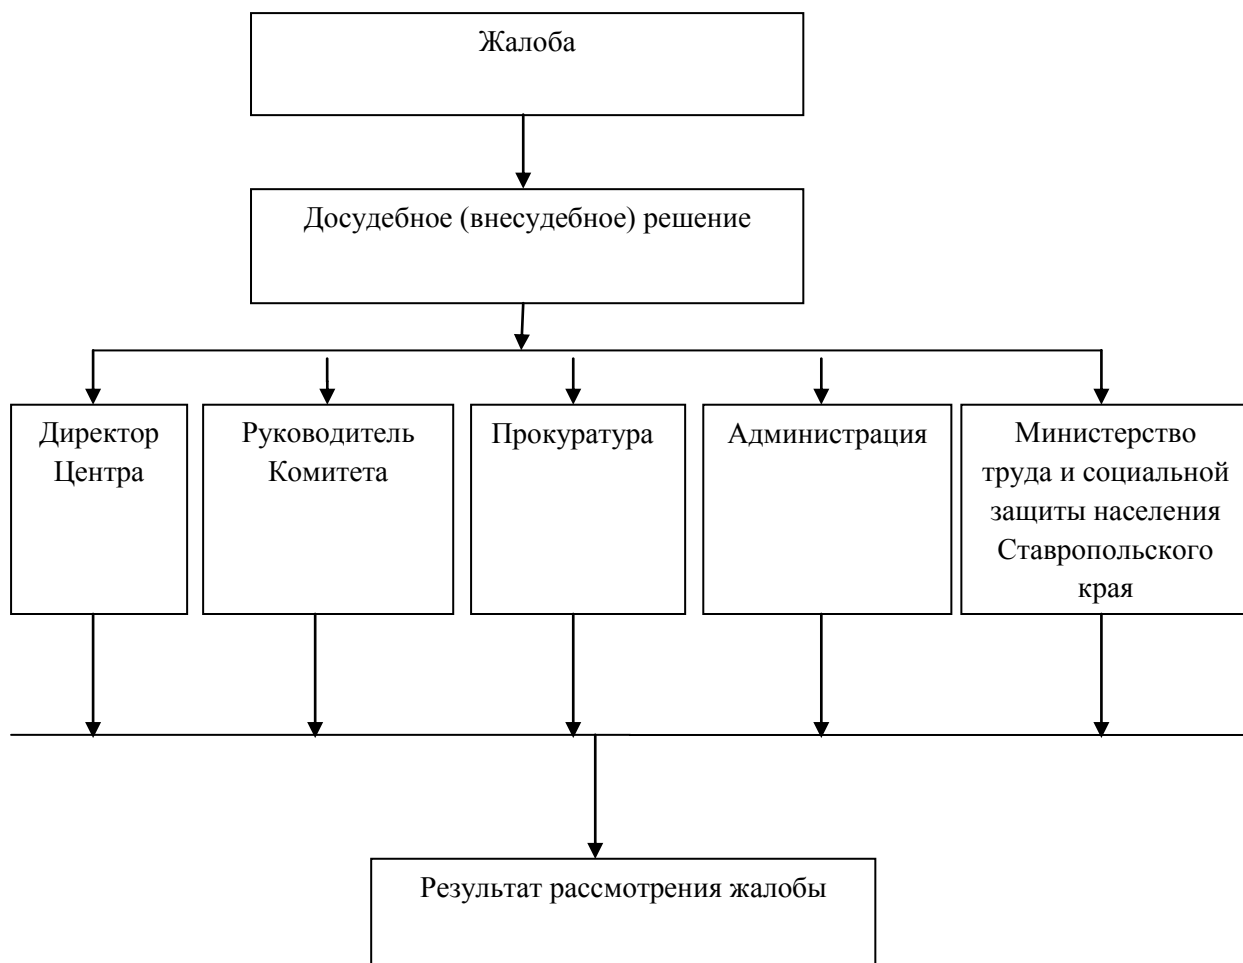 Жалоба
Досудебное (внесудебное) решение
Директор
Центра
Руководитель
Комитета
Прокуратура
Администрация
Министерство
труда и социальной
защиты населения
Ставропольского
края
Результат рассмотрения жалобы